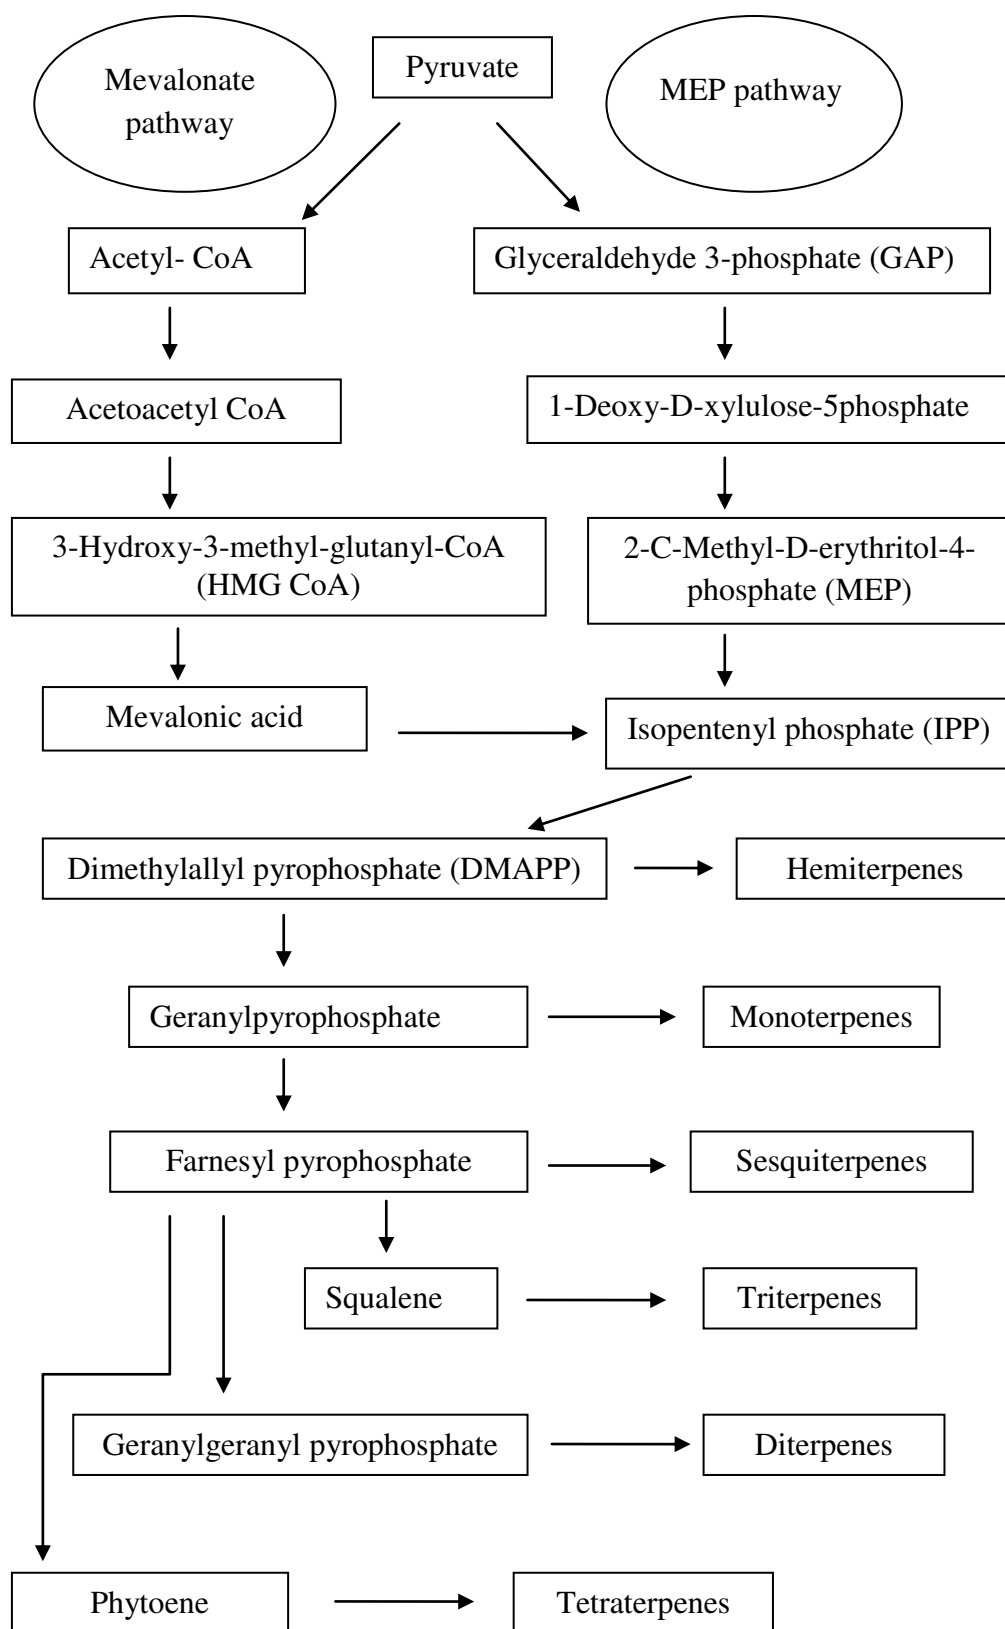 Mevalonate
pathway
Pyruvate
MEP pathway
Acetyl- CoA
Glyceraldehyde 3-phosphate (GAP)
Acetoacetyl CoA
1-Deoxy-D-xylulose-5phosphate
3-Hydroxy-3-methyl-glutanyl-CoA
(HMG CoA)
2-C-Methyl-D-erythritol-4-
phosphate (MEP)
Mevalonic acid
Isopentenyl phosphate (IPP)
Dimethylallyl pyrophosphate (DMAPP)
Hemiterpenes
Geranylpyrophosphate
Monoterpenes
Farnesyl pyrophosphate
Sesquiterpenes
Squalene
Triterpenes
Geranylgeranyl pyrophosphate
Diterpenes
Phytoene
Tetraterpenes